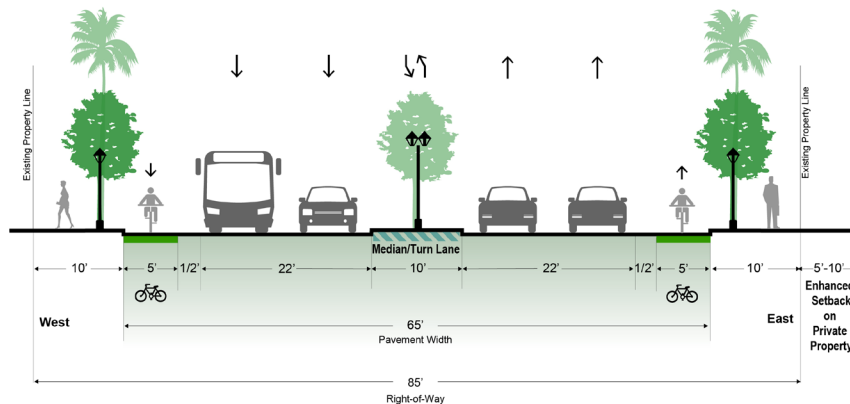 Existing Property Line
Existing Property Line
Median/Turn Lane
10'
5'
1/2'
22'
10'
22'
1/2'
5'
10'
5'-10'
Enhanced
Setback
on
Private
Property
West
East
65'
Pavement Width
85'
Right-of-Way